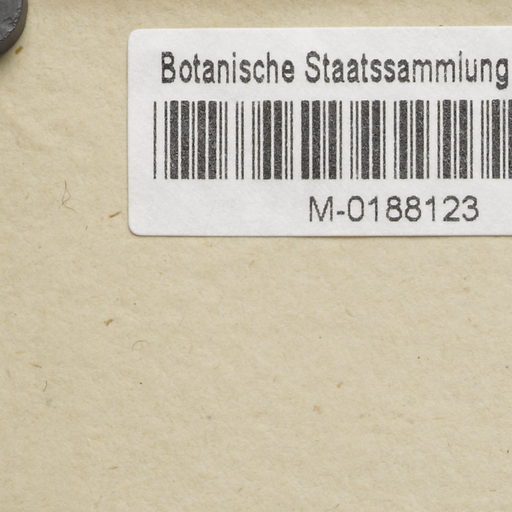 Botanische Staatssammlung
M-0188123